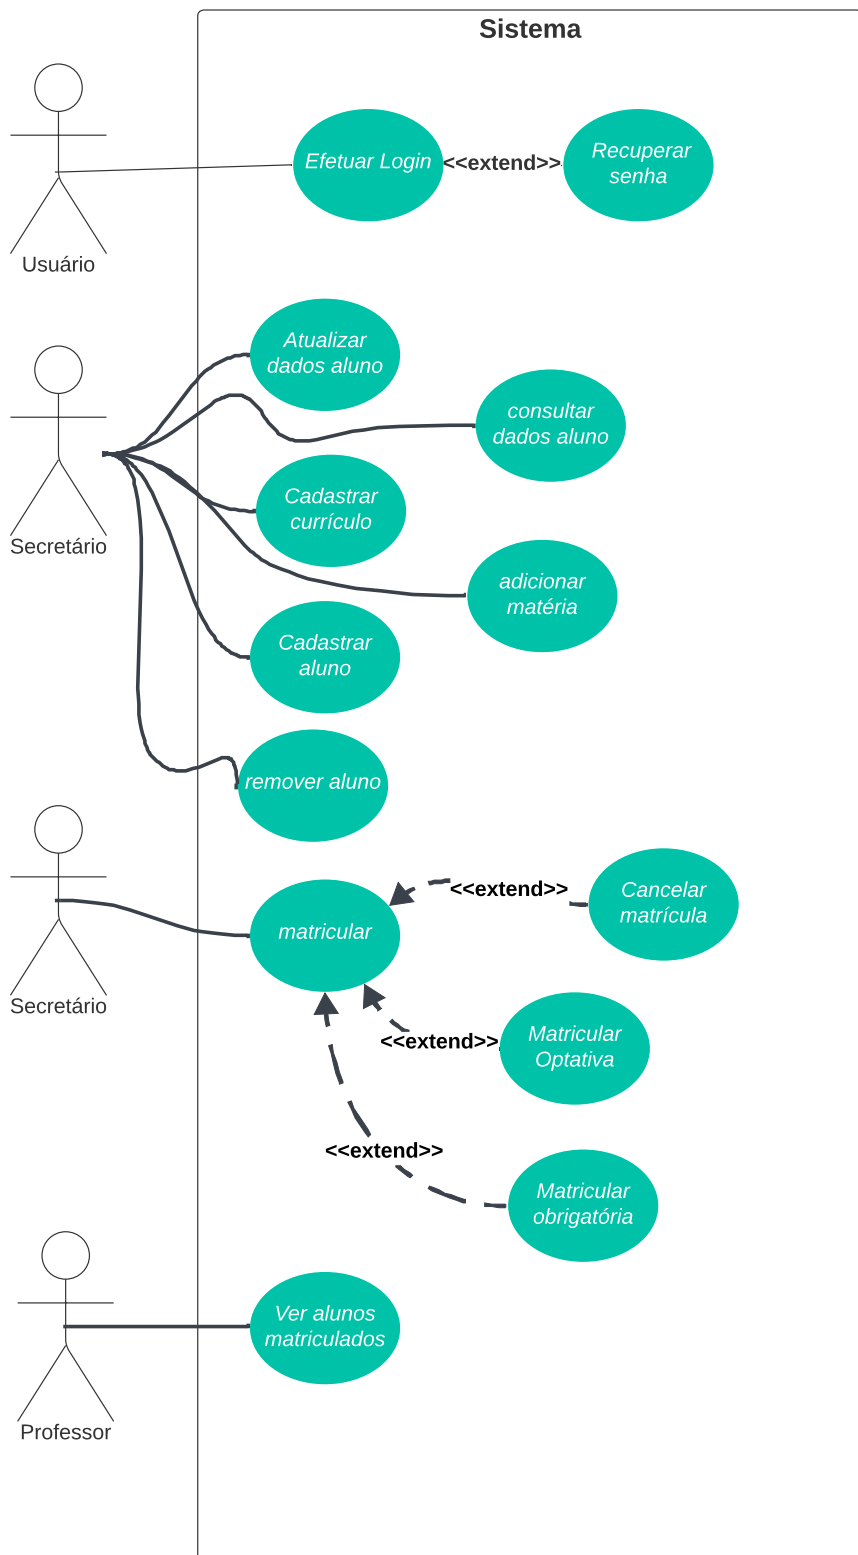 Sistema
Efetuar Login
<<extend>>
Recuperar
senha
Usuário
Atualizar
dados aluno
consultar
dados aluno
Cadastrar
currículo
Secretário
adicionar
matéria
Cadastrar
aluno
remover aluno
<<extend>>
Cancelar
matrícula
matricular
Secretário
<<extend>>
Matricular
Optativa
<<extend>>
Matricular
obrigatória
Ver alunos
matriculados
Professor